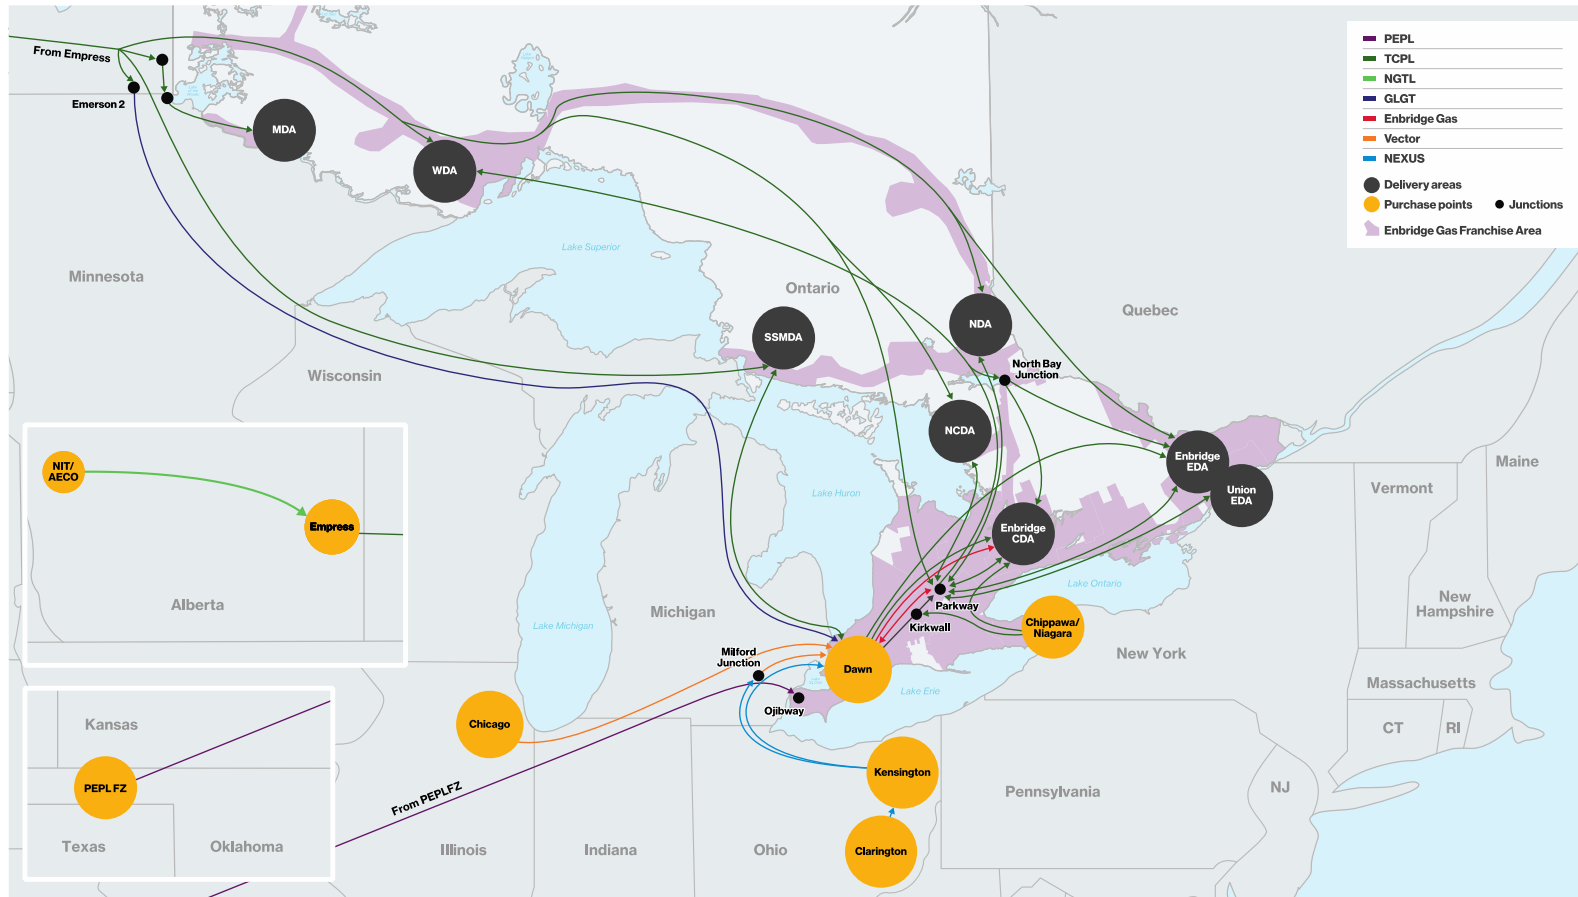 From Empress
Emerson 2
MDA
WDA
Lake Superior
Minnesota
Ontario
Quebec
SSMDA
NDA
North Bay
Junction
Wisconsin
NCDA
Enbridge
EDA
Union
EDA
Maine
Vermont
Lake Huron
Enbridge
CDA
Lake Ontario
New
Hampshire
Parkway
Kirkwall
Chippawa/
Niagara
Michigan
Lake Michigan
New York
Milford
Junction
Dawn
Massachusetts
Lake Erie
Ojibway
Chicago
CT
RI
Kensington
From PEPLFZ
Pennsylvania
NJ
Clarington
Illinois
Indiana
Ohio
NIT/
AECO
Empress
Alberta
Kansas
PEPL FZ
Texas
Oklahoma
PEPL
TCPL
NGTL
GLGT
Enbridge Gas
Vector
NEXUS
Delivery areas
Purchase points
Junctions
Enbridge Gas Franchise Area